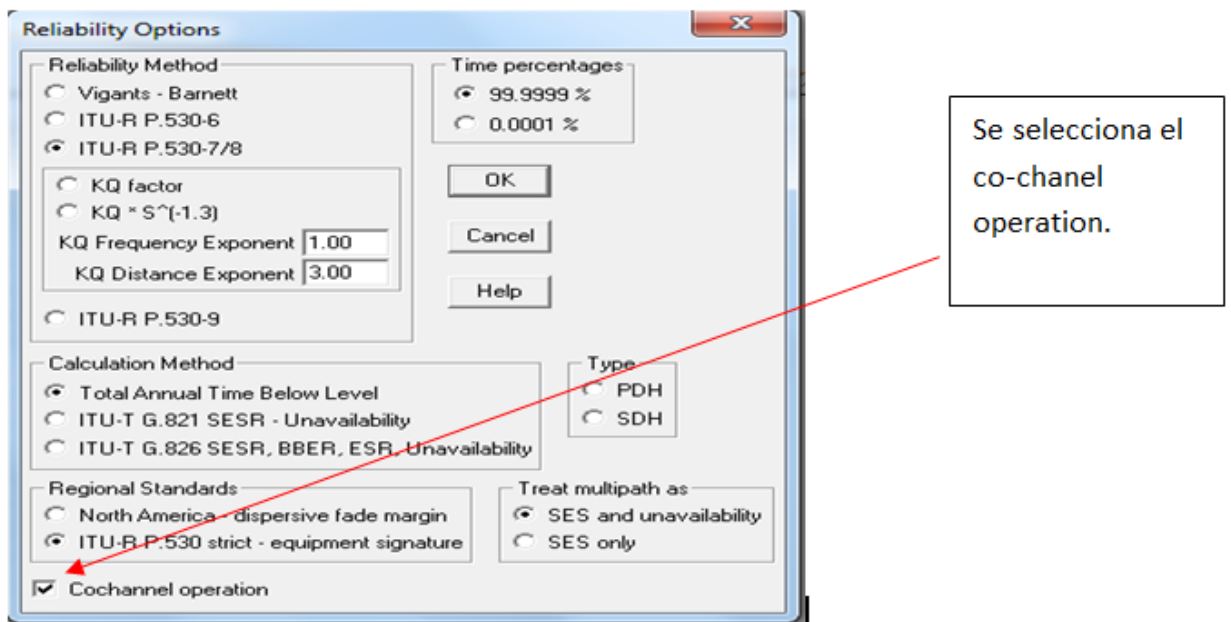 Reliability Options
Reliability Method
Vigants - Barnett
ITU-R P.530-6
ITU-R P.530-7/8
KQ factor
KQ * S^(-1.3)
KQ Frequency Exponent 1.00
KQ Distance Exponent 3.00
ITU-R P.530-9
Time percentages
99.9999 %
0.0001 %
OK
Cancel
Help
Calculation Method
Total Annual Time Below Level
ITU-T G.821 SESR - Unavailability
ITU-T G.826 SESR, BBER, ESR, Unavailability
Type
PDH
SDH
Regional Standards
North America - dispersive fade margin
ITU-R P.530 strict - equipment signature
Treat multipath as
SES and unavailability
SES only
Cochannel operation
Se selecciona el
co-chanel
operation.